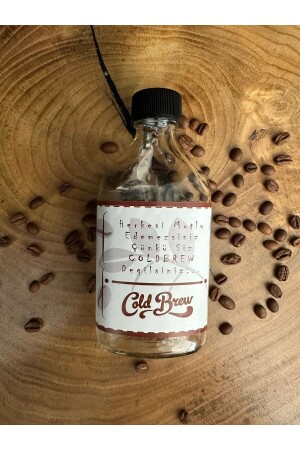 Herkesi Mutlu
Edemezsiniz
Çünkü Siz
COLDBREW
Değilsiniz...
Cold Brew